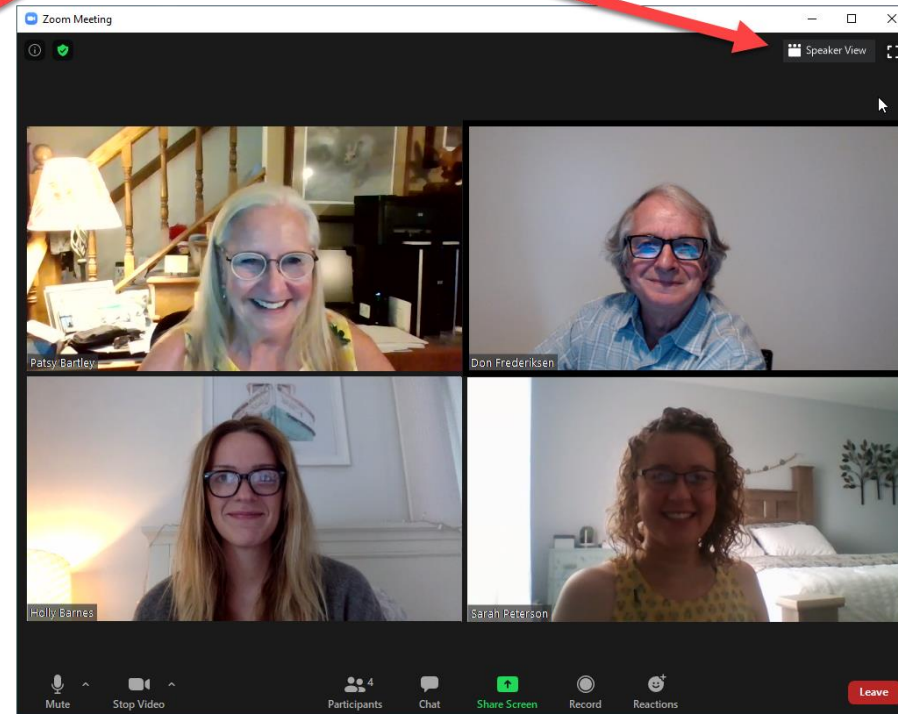 Zoom Meeting
Speaker View
Patsy Bartley
Don Frederiksen
Holly Barnes
Sarah Peterson
4
Mute
Stop Video
Participants
Chat
Share Screen
Record
Reactions
Leave